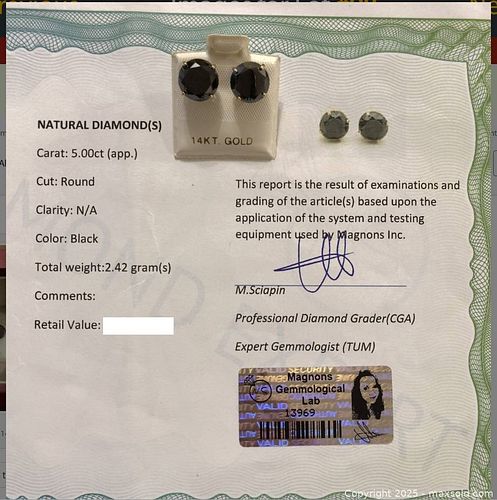 14KT. GOLD
NATURAL DIAMOND(S)
Carat: 5.00ct (app.)
Cut: Round
Clarity: N/A
Color: Black
Total weight:2.42 gram(s)
Comments:
Retail Value:
This report is the result of examinations and
grading of the article(s) based upon the
application of the system and testing
equipment used by Magnons Inc.
M.Sciapin
Professional Diamond Grader(CGA)
Expert Gemmologist (TUM)
SECURITY
Magnons
Gemmological
Lab
13969
VALID
VALID
Copyright 2025 - maxsold.com